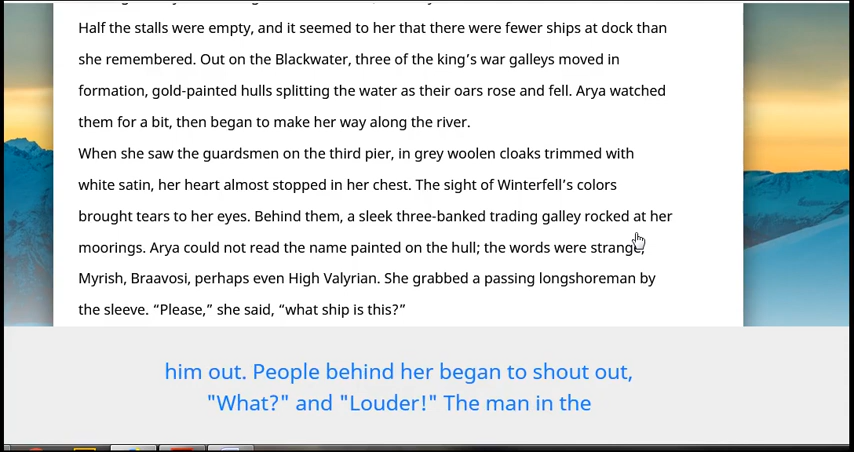 Half the stalls were empty, and it seemed to her that there were fewer ships at dock than
she remembered. Out on the Blackwater, three of the king’s war galleys moved in
formation, gold-painted hulls splitting the water as their oars rose and fell. Arya watched
them for a bit, then began to make her way along the river.
When she saw the guardsmen on the third pier, in grey woolen cloaks trimmed with
white satin, her heart almost stopped in her chest. The sight of Winterfell’s colors
brought tears to her eyes. Behind them, a sleek three-banked trading galley rocked at her
moorings. Arya could not read the name painted on the hull; the words were strange,
Myrish, Braavosi, perhaps even High Valyrian. She grabbed a passing longshoreman by
the sleeve. “Please,” she said, “what ship is this?”
him out. People behind her began to shout out,
"What?" and "Louder!" The man in the